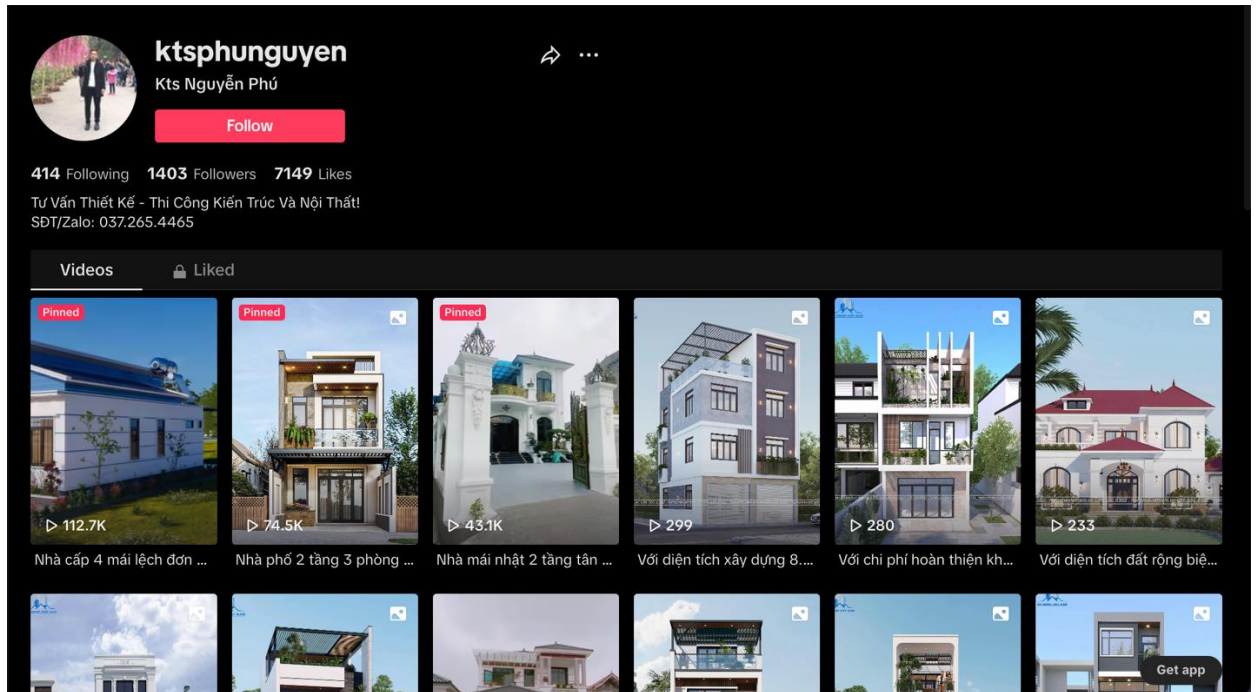 ktsphunguyen
Kts Nguyễn Phú
Follow
414 Following 1403 Followers 7149 Likes
Tư Vấn Thiết Kế - Thi Công Kiến Trúc Và Nội Thất!
SĐT/Zalo: 037.265.4465
Videos Liked
Pinned Pinned Pinned
112.7K 74.5K 43.1K 299 280 233
Nhà cấp 4 mái lệch đơn ... Nhà phố 2 tầng 3 phòng ... Nhà mái nhật 2 tầng tân ... Với diện tích xây dựng 8.... Với chi phí hoàn thiện kh... Với diện tích đất rộng biệ...
Get app